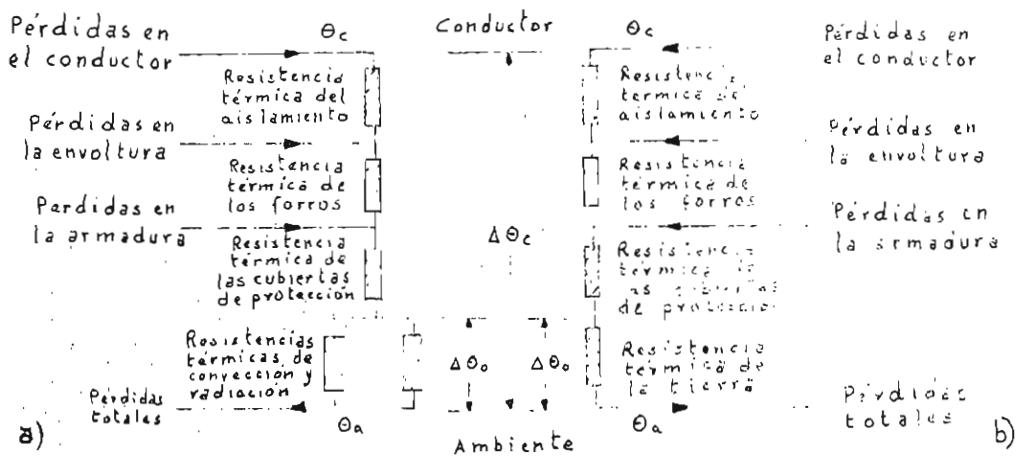 Pérdidas en
el conductor
θc
Conductor
θc
Pérdidas en
el conductor
Resistencia
térmica del
aislamiento
aislamiento
Pérdidas en
la envoltura
Pérdidas en
la envoltura
Resistencia
térmica de
los forros
Resistencia
térmica de
los forros
Pardidas en
la armadura
Pérdidas en
la armadura
Resistencia
térmica de
las cubiertas
de protección
Δθc
de
Resistencias
térmicas de
convección y
radiación
Δθo
Δθo
Resistencia
térmica de
la tierra
Pérdidas
totales
Pérdidas
totales
θa
θa
a)
Ambiente
b)